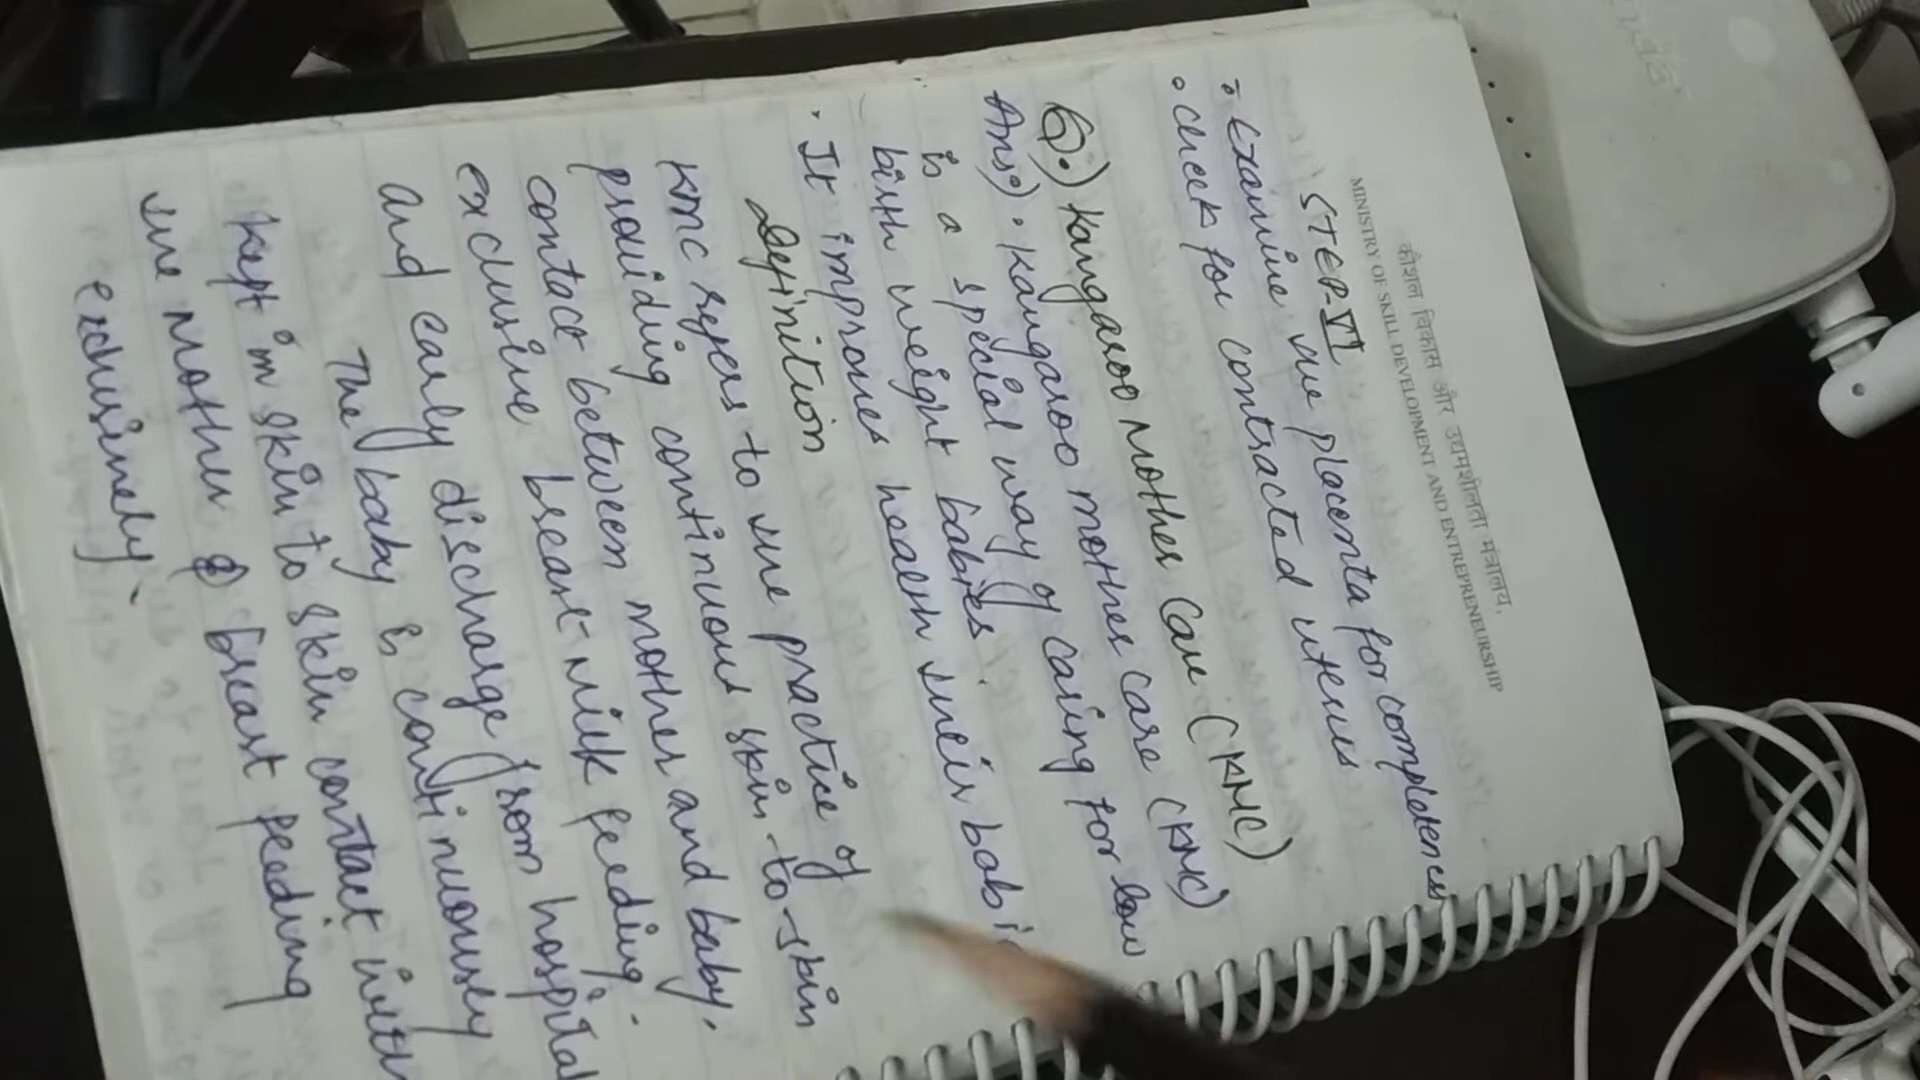 कौशल विकास और उद्यमशीलता मंत्रालय,
MINISTRY OF SKILL DEVELOPMENT AND ENTREPRENEURSHIP
STEP-VI
• Examine the placenta for completences
• check for contracted uterus
Q.) Kangaroo Mother Care (KMC)
Ans:) • Kangaroo mother care (KMC)
is a special way of caring for low
birth weight babies.
• It improves health their babi
Definition
KMC refers to the practice of
providing continuous skin-to-skin
contact between mother and baby,
exclusive breast-milk feeding.
and early discharge from hospital
The baby is continuously
kept in skin to skin contact with
the mother & breast feeding
exclusively.